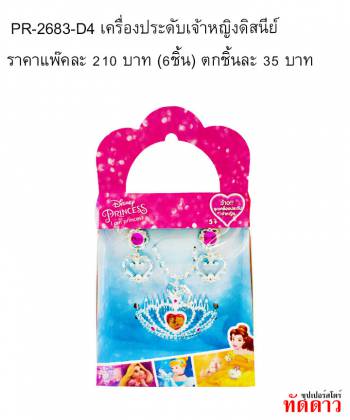 PR-2683-D4 เครื่องประดับเจ้าหญิงดิสนีย์
ราคาแพ๊คละ 210 บาท (6ชิ้น) ตกชิ้นละ 35 บาท
Disney
PRINCESS
5+
ซุปเปอร์สโตร์
ทัดดาว